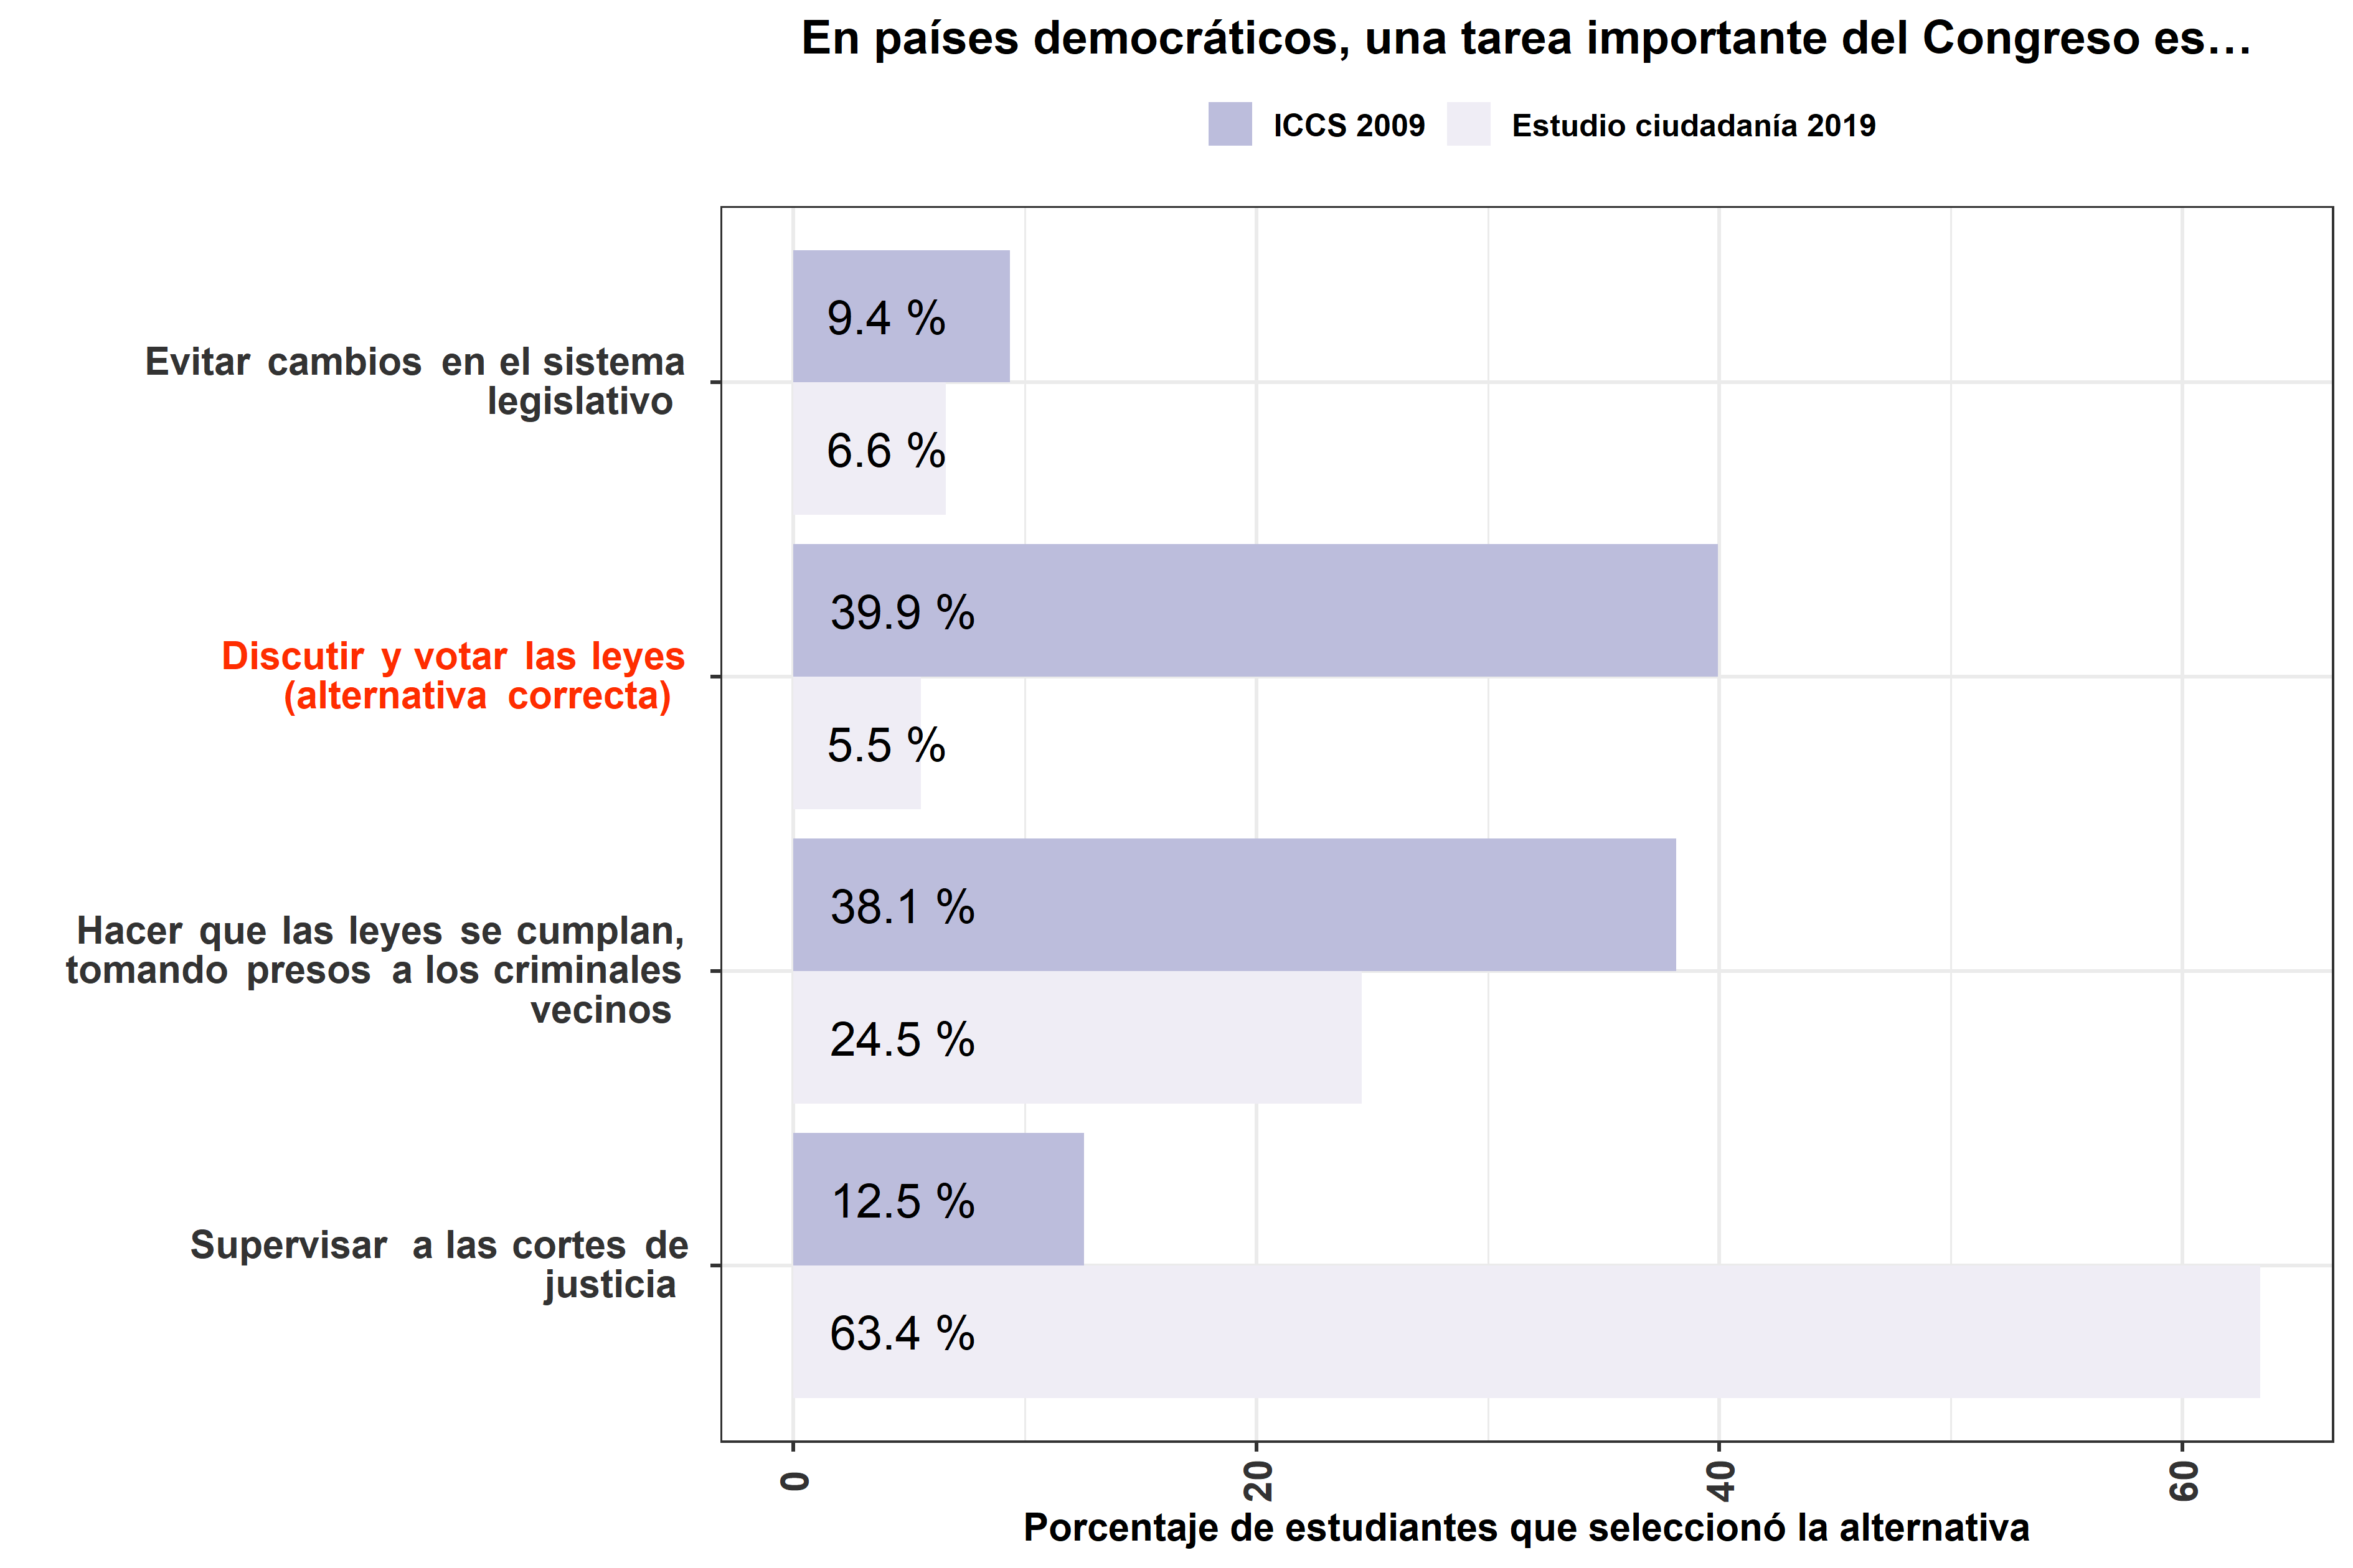 En países democráticos, una tarea importante del Congreso es…
ICCS 2009 Estudio ciudadanía 2019
Evitar cambios en el sistema
legislativo
9.4 %
6.6 %
Discutir y votar las leyes
(alternativa correcta)
39.9 %
5.5 %
Hacer que las leyes se cumplan,
tomando presos a los criminales
vecinos
38.1 %
24.5 %
Supervisar a las cortes de
justicia
12.5 %
63.4 %
0 20 40 60
Porcentaje de estudiantes que seleccionó la alternativa